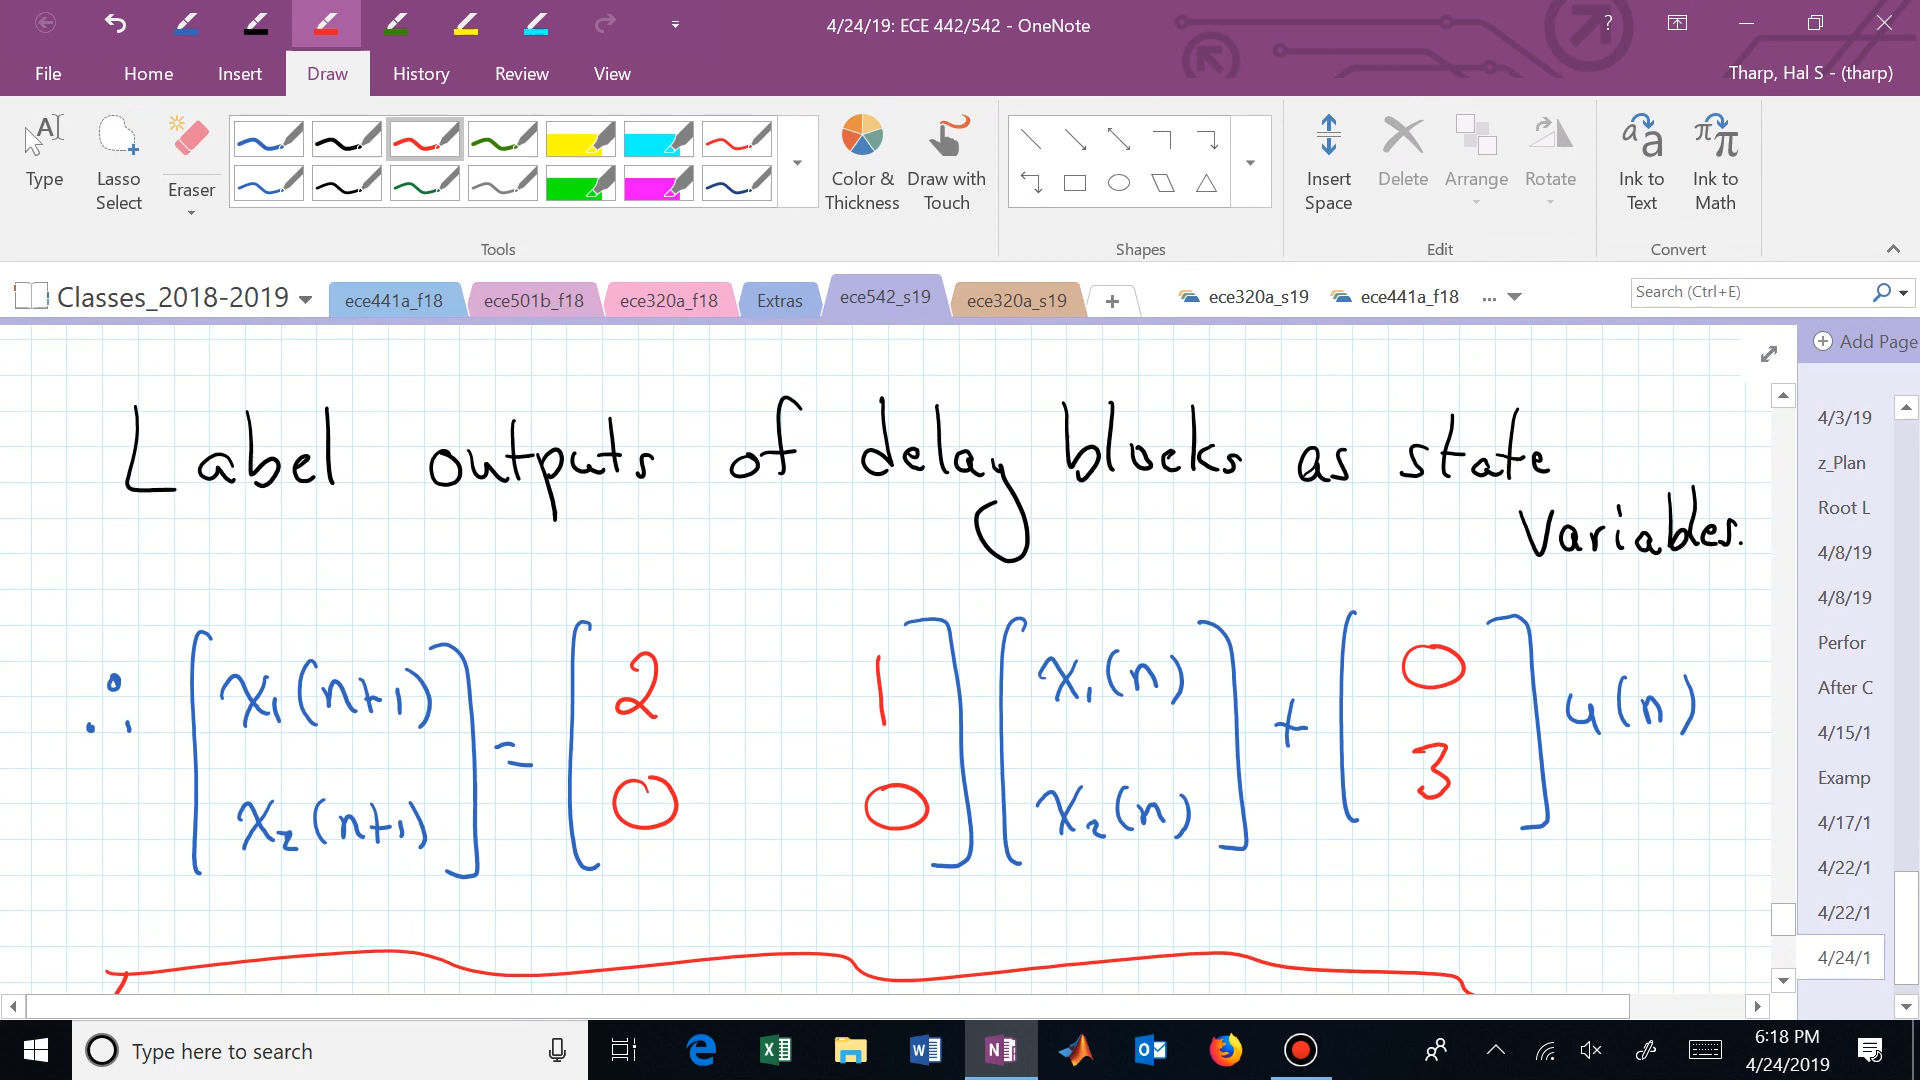 4/24/19: ECE 442/542 - OneNote
?
File Home Insert Draw History Review View
Tharp, Hal S - (tharp)
Type
Lasso Select
Eraser
Color & Thickness
Draw with Touch
Insert Space
Delete
Arrange
Rotate
Ink to Text
Ink to Math
Tools Shapes Edit Convert
Classes_2018-2019 ece441a_f18 ece501b_f18 ece320a_f18 Extras ece542_s19 ece320a_s19 + ece320a_s19 ece441a_f18 ...
Search (Ctrl+E)
Add Page
Label outputs of delay blocks as state
variables.
∴ [x₁(n+1) = [2 1 [x₁(n) + [0 u(n)
x₂(n+1)] 0 0] x₂(n)] 3]
4/3/19
z_Plan
Root L
4/8/19
4/8/19
Perfor
After C
4/15/1
Examp
4/17/1
4/22/1
4/22/1
4/24/1
Type here to search
6:18 PM
4/24/2019